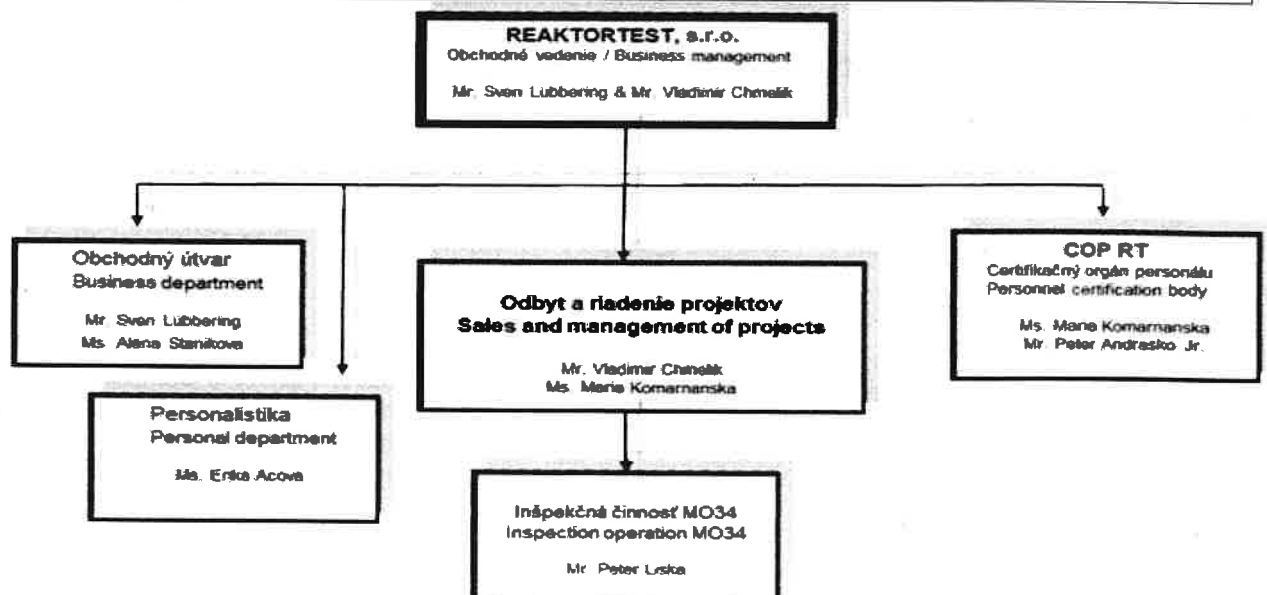 REAKTORTEST, s.r.o.
Obchodné vedenie / Business management
Mr. Sven Lubbering & Mr. Vladimir Chmelik
Obchodný útvar
Business department
Mr. Sven Lubbering
Ms. Alena Stanikova
Personalistika
Personal department
Ms. Erika Acova
Odbyt a riadenie projektov
Sales and management of projects
Mr. Vladimir Chmelik
Ms. Maria Komarnanska
Inšpekčná činnosť MO34
Inspection operation MO34
Mr. Peter Liska
COP RT
Certifikačný orgán personálu
Personnel certification body
Ms. Maria Komarnanska
Mr. Peter Andrasko Jr.